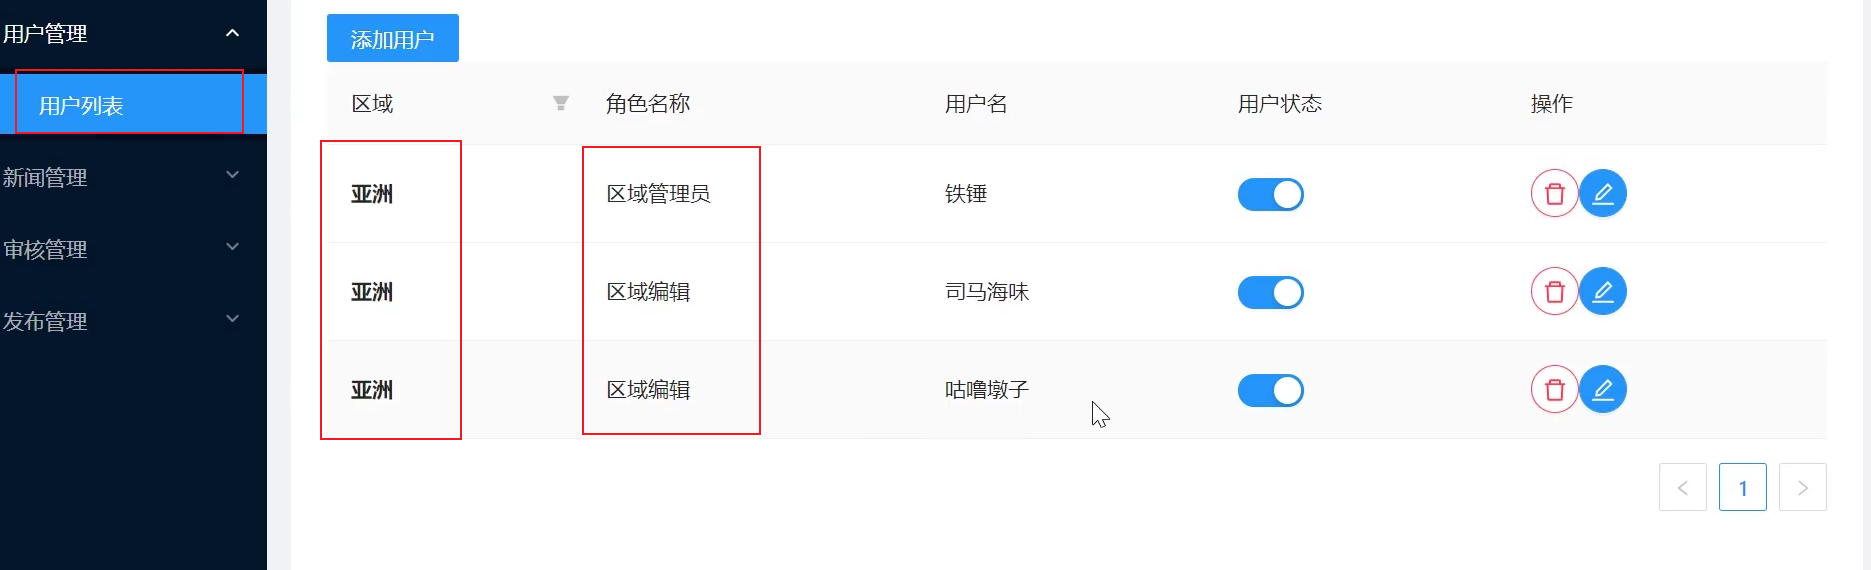 用户管理
用户列表
新闻管理
审核管理
发布管理
添加用户
区域 角色名称 用户名 用户状态 操作
亚洲 区域管理员 铁锤
亚洲 区域编辑 司马海味
亚洲 区域编辑 咕噜墩子
1